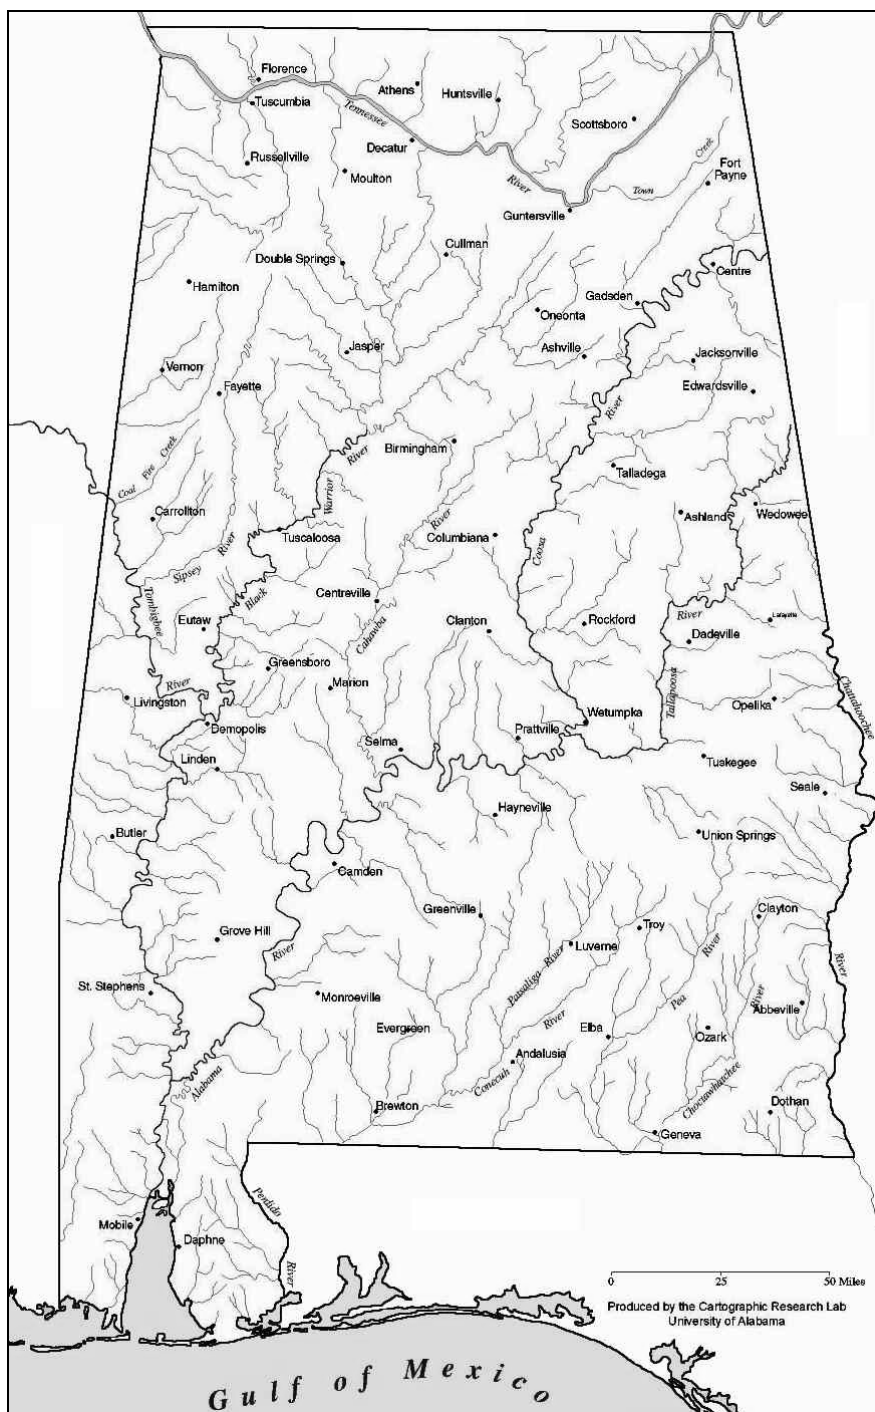 Florence
Tuscumbia
Athens
Huntsville
Tennessee
Scottsboro
Decatur
Russellville
Moulton
River
Town
Creek
Fort
Payne
Guntersville
Cullman
Double Springs
Centre
Hamilton
Gadsden
Oneonta
Jasper
Ashville
Jacksonville
Vernon
Fayette
Edwardsville
River
River
Birmingham
Coal Fire Creek
Talladega
Warrior
River
Carrollton
Tuscaloosa
Columbiana
Coosa
Ashland
Wedowee
Sipsey
River
Black
Centreville
Tombigbee
Eutaw
Cahawba
Clanton
Rockford
River
Lafayette
Dadeville
Greensboro
River
Marion
Livingston
Tallapoosa
Opelika
Chattahoochee
Demopolis
Selma
Prattville
Wetumpka
Linden
Tuskegee
Seale
Hayneville
Butler
Union Springs
Camden
Greenville
Clayton
Grove Hill
River
Troy
Luverne
Patsaliga River
River
River
St. Stephens
Monroeville
Pea
River
Abbeville
Evergreen
River
Elba
Ozark
Andalusia
Conecuh
Alabama
Choctawhatchee
Brewton
Dothan
Geneva
Perdido
Mobile
Daphne
River
0 25 50 Miles
Produced by the Cartographic Research Lab
University of Alabama
Gulf of Mexico